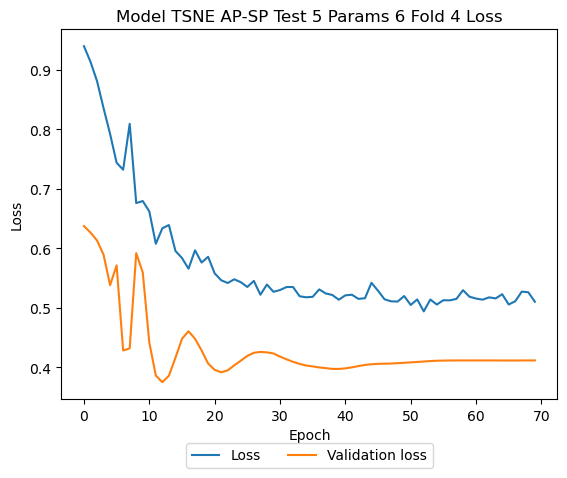 Model TSNE AP-SP Test 5 Params 6 Fold 4 Loss
Loss
0.9
0.8
0.7
0.6
0.5
0.4
0 10 20 30 40 50 60 70
Epoch
Loss Validation loss